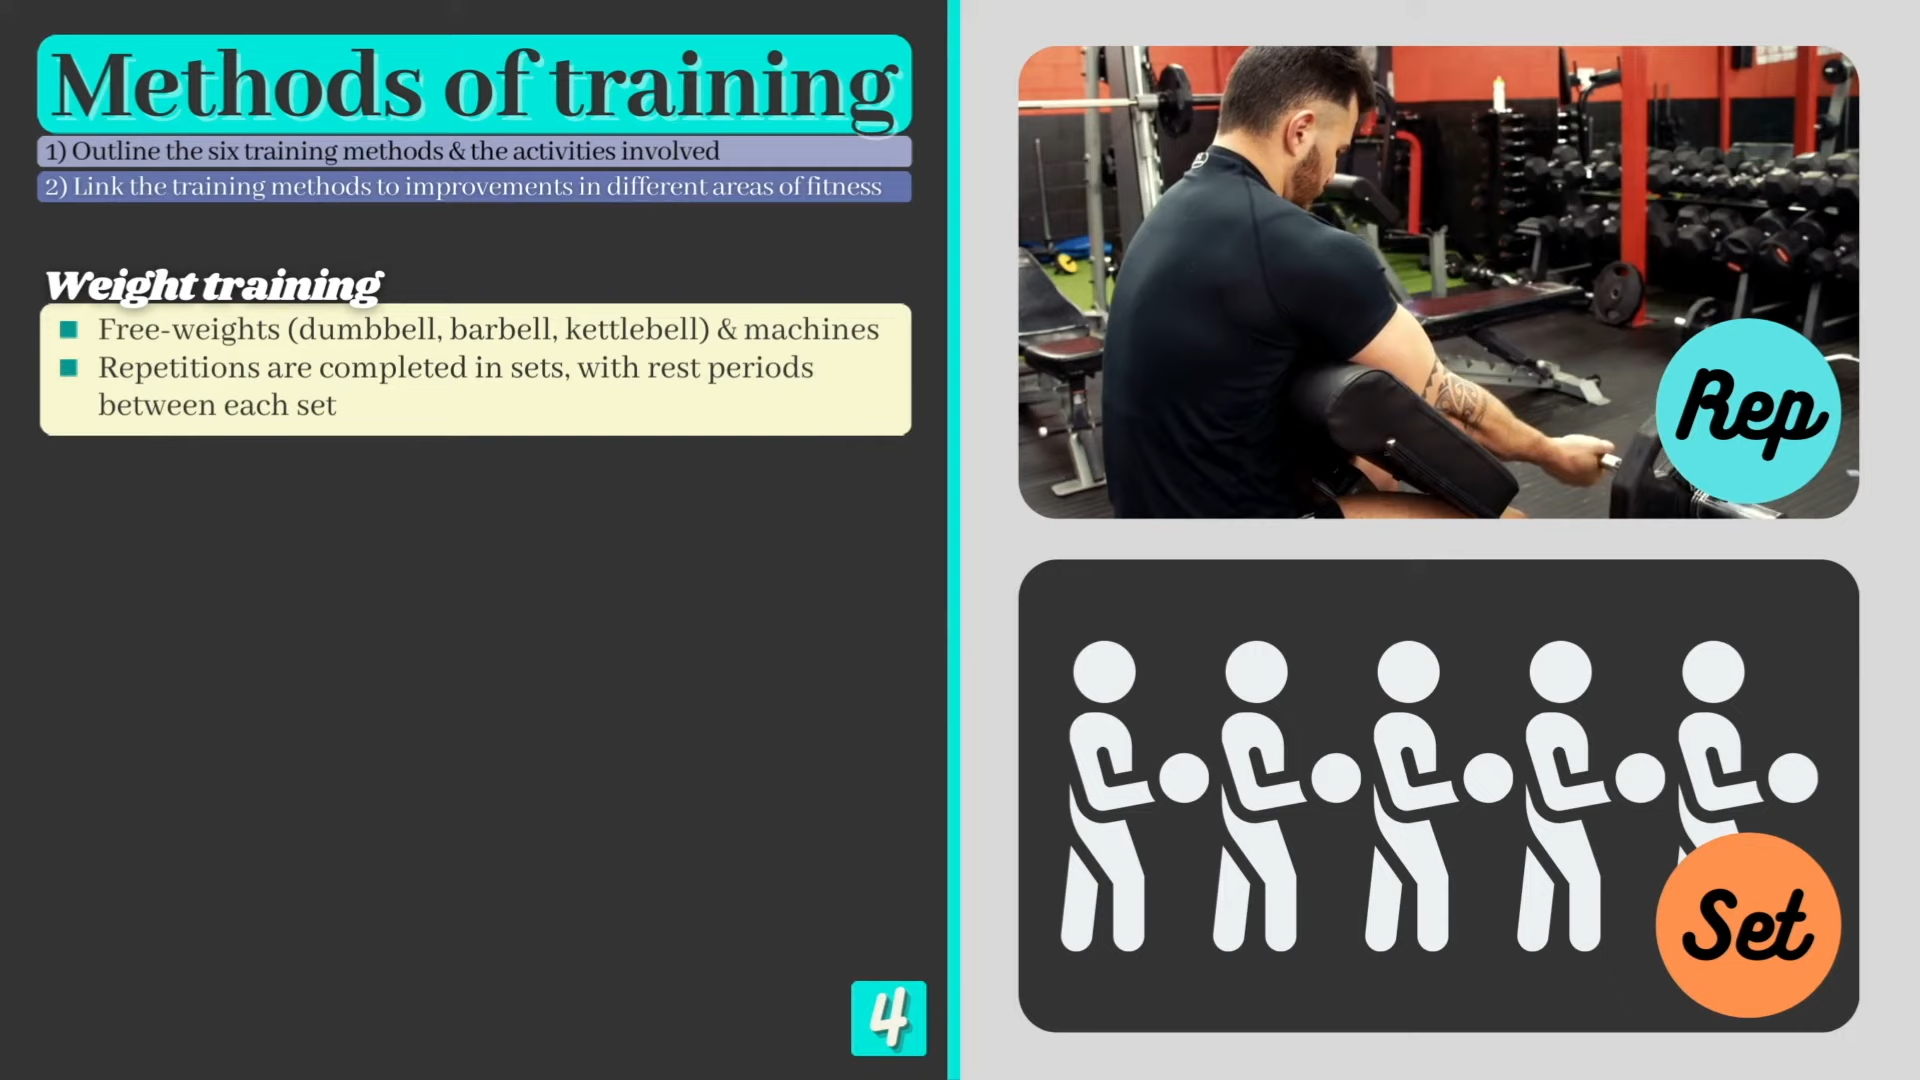 Methods of training
1) Outline the six training methods & the activities involved
2) Link the training methods to improvements in different areas of fitness
Weight training
Free-weights (dumbbell, barbell, kettlebell) & machines
Repetitions are completed in sets, with rest periods
between each set
4
Rep
Set